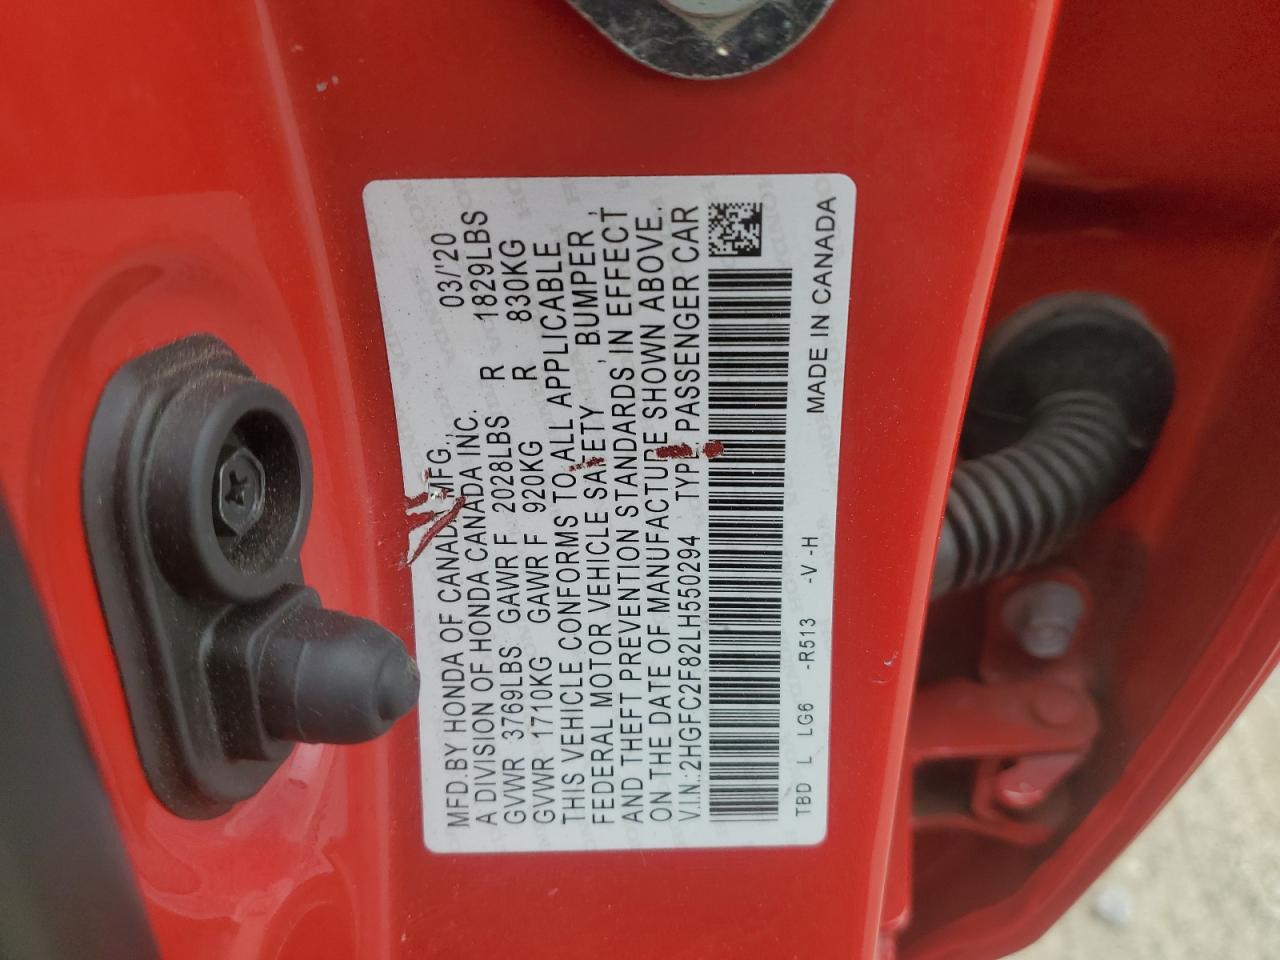 MFD.BY HONDA OF CANADA MFG., 03/'20
A DIVISION OF HONDA CANADA INC.
GVWR 3769LBS GAWR F 2028LBS R 1829LBS
GVWR 1710KG GAWR F 920KG R 830KG
THIS VEHICLE CONFORMS TO ALL APPLICABLE
FEDERAL MOTOR VEHICLE SAFETY, BUMPER,
AND THEFT PREVENTION STANDARDS IN EFFECT
ON THE DATE OF MANUFACTURE SHOWN ABOVE.
V.I.N.:2HGFC2F82LH550294 TYPE:PASSENGER CAR
TBD L LG6 -R513 -V -H MADE IN CANADA